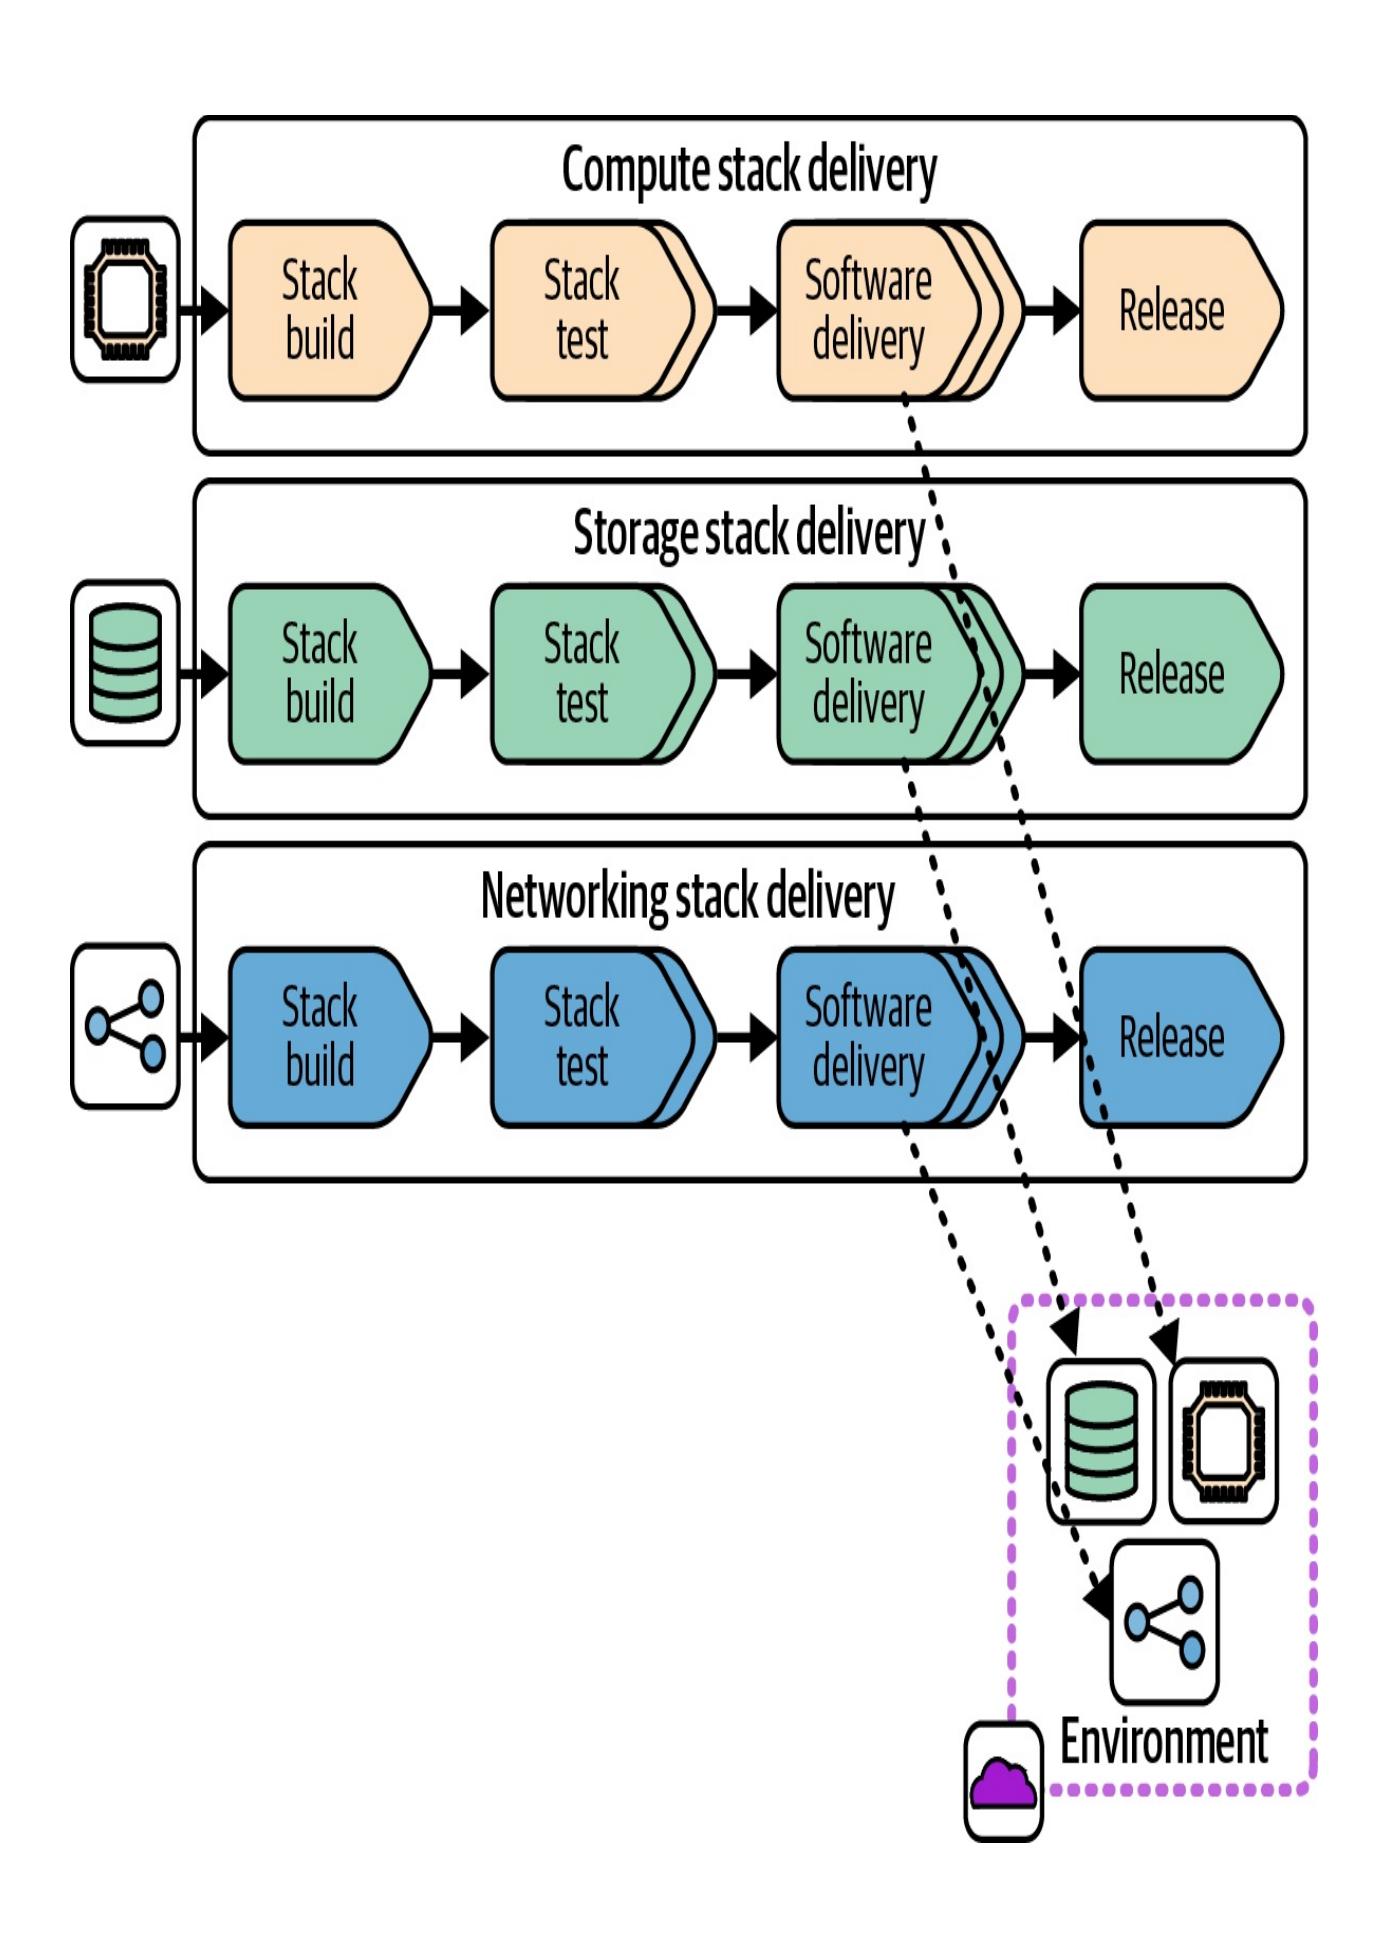 Compute stack delivery
Stack
build
Stack
test
Software
delivery
Release
Storage stack delivery
Stack
build
Stack
test
Software
delivery
Release
Networking stack delivery
Stack
build
Stack
test
Software
delivery
Release
Environment